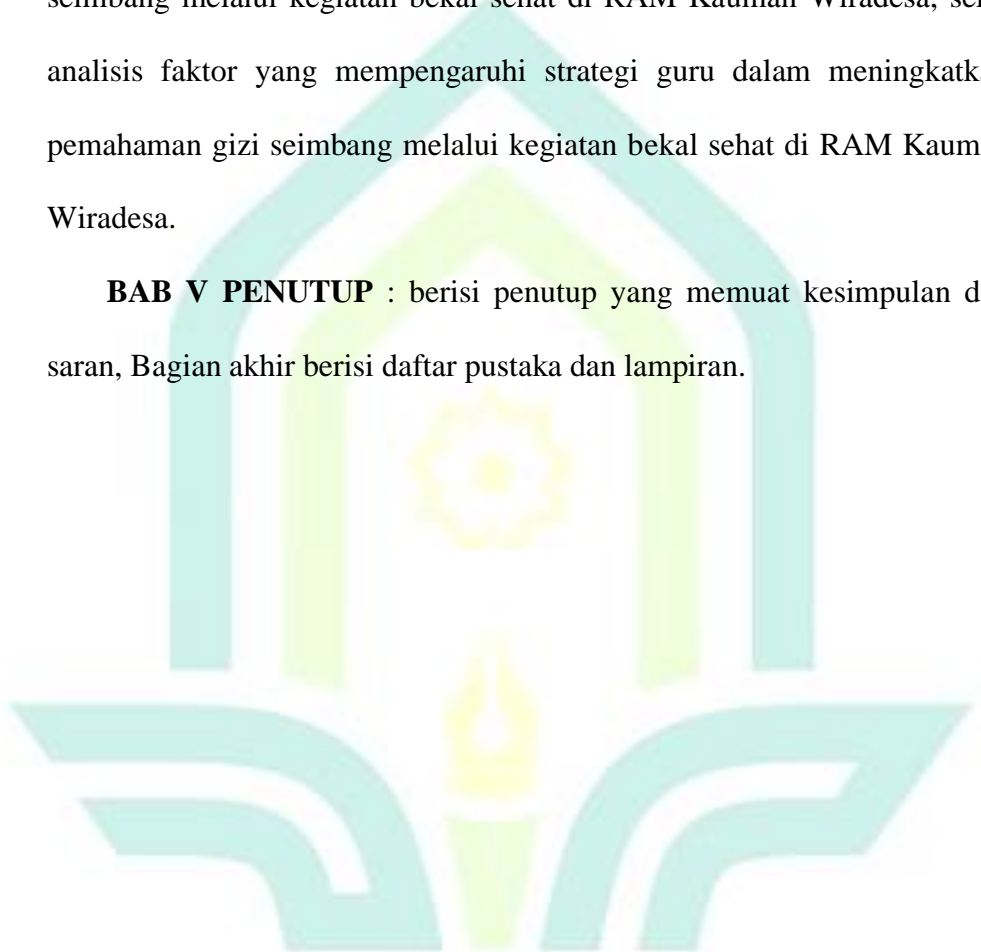 seimbang melalui kegiatan bekal sehat di RAM Kauman Wiradesa, ser
analisis faktor yang mempengaruhi strategi guru dalam meningkatk
pemahaman gizi seimbang melalui kegiatan bekal sehat di RAM Kaum
Wiradesa.
BAB V PENUTUP : berisi penutup yang memuat kesimpulan d
saran, Bagian akhir berisi daftar pustaka dan lampiran.